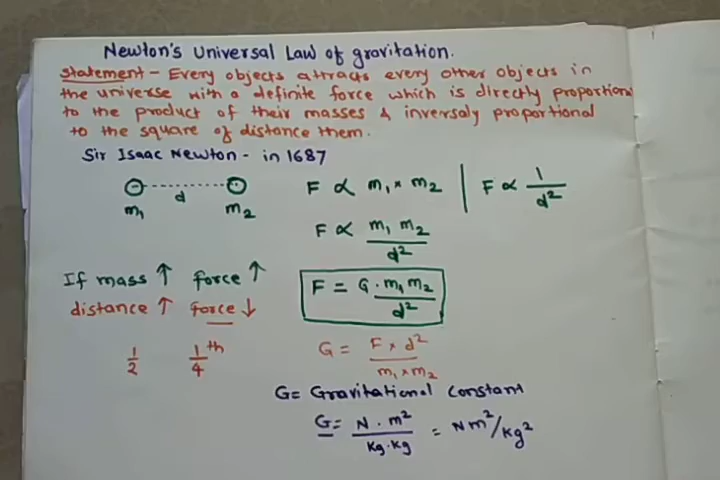 Newton's Universal Law of gravitation.
Statement - Every objects attracts every other objects in
the universe with a definite force which is directly proportional
to the product of their masses & inversaly proportional
to the square of distance them.
Sir Isaac Newton - in 1687
m₁ d m₂
F ∝ m₁ × m₂ | F ∝ 1/d²
F ∝ m₁ m₂/d²
If mass ↑ force ↑
distance ↑ force ↓
F = G · m₁ m₂/d²
1/2 1/4th
G = F × d²/m₁ × m₂
G = Gravitational constant
G = N · m²/kg · kg = Nm²/kg²